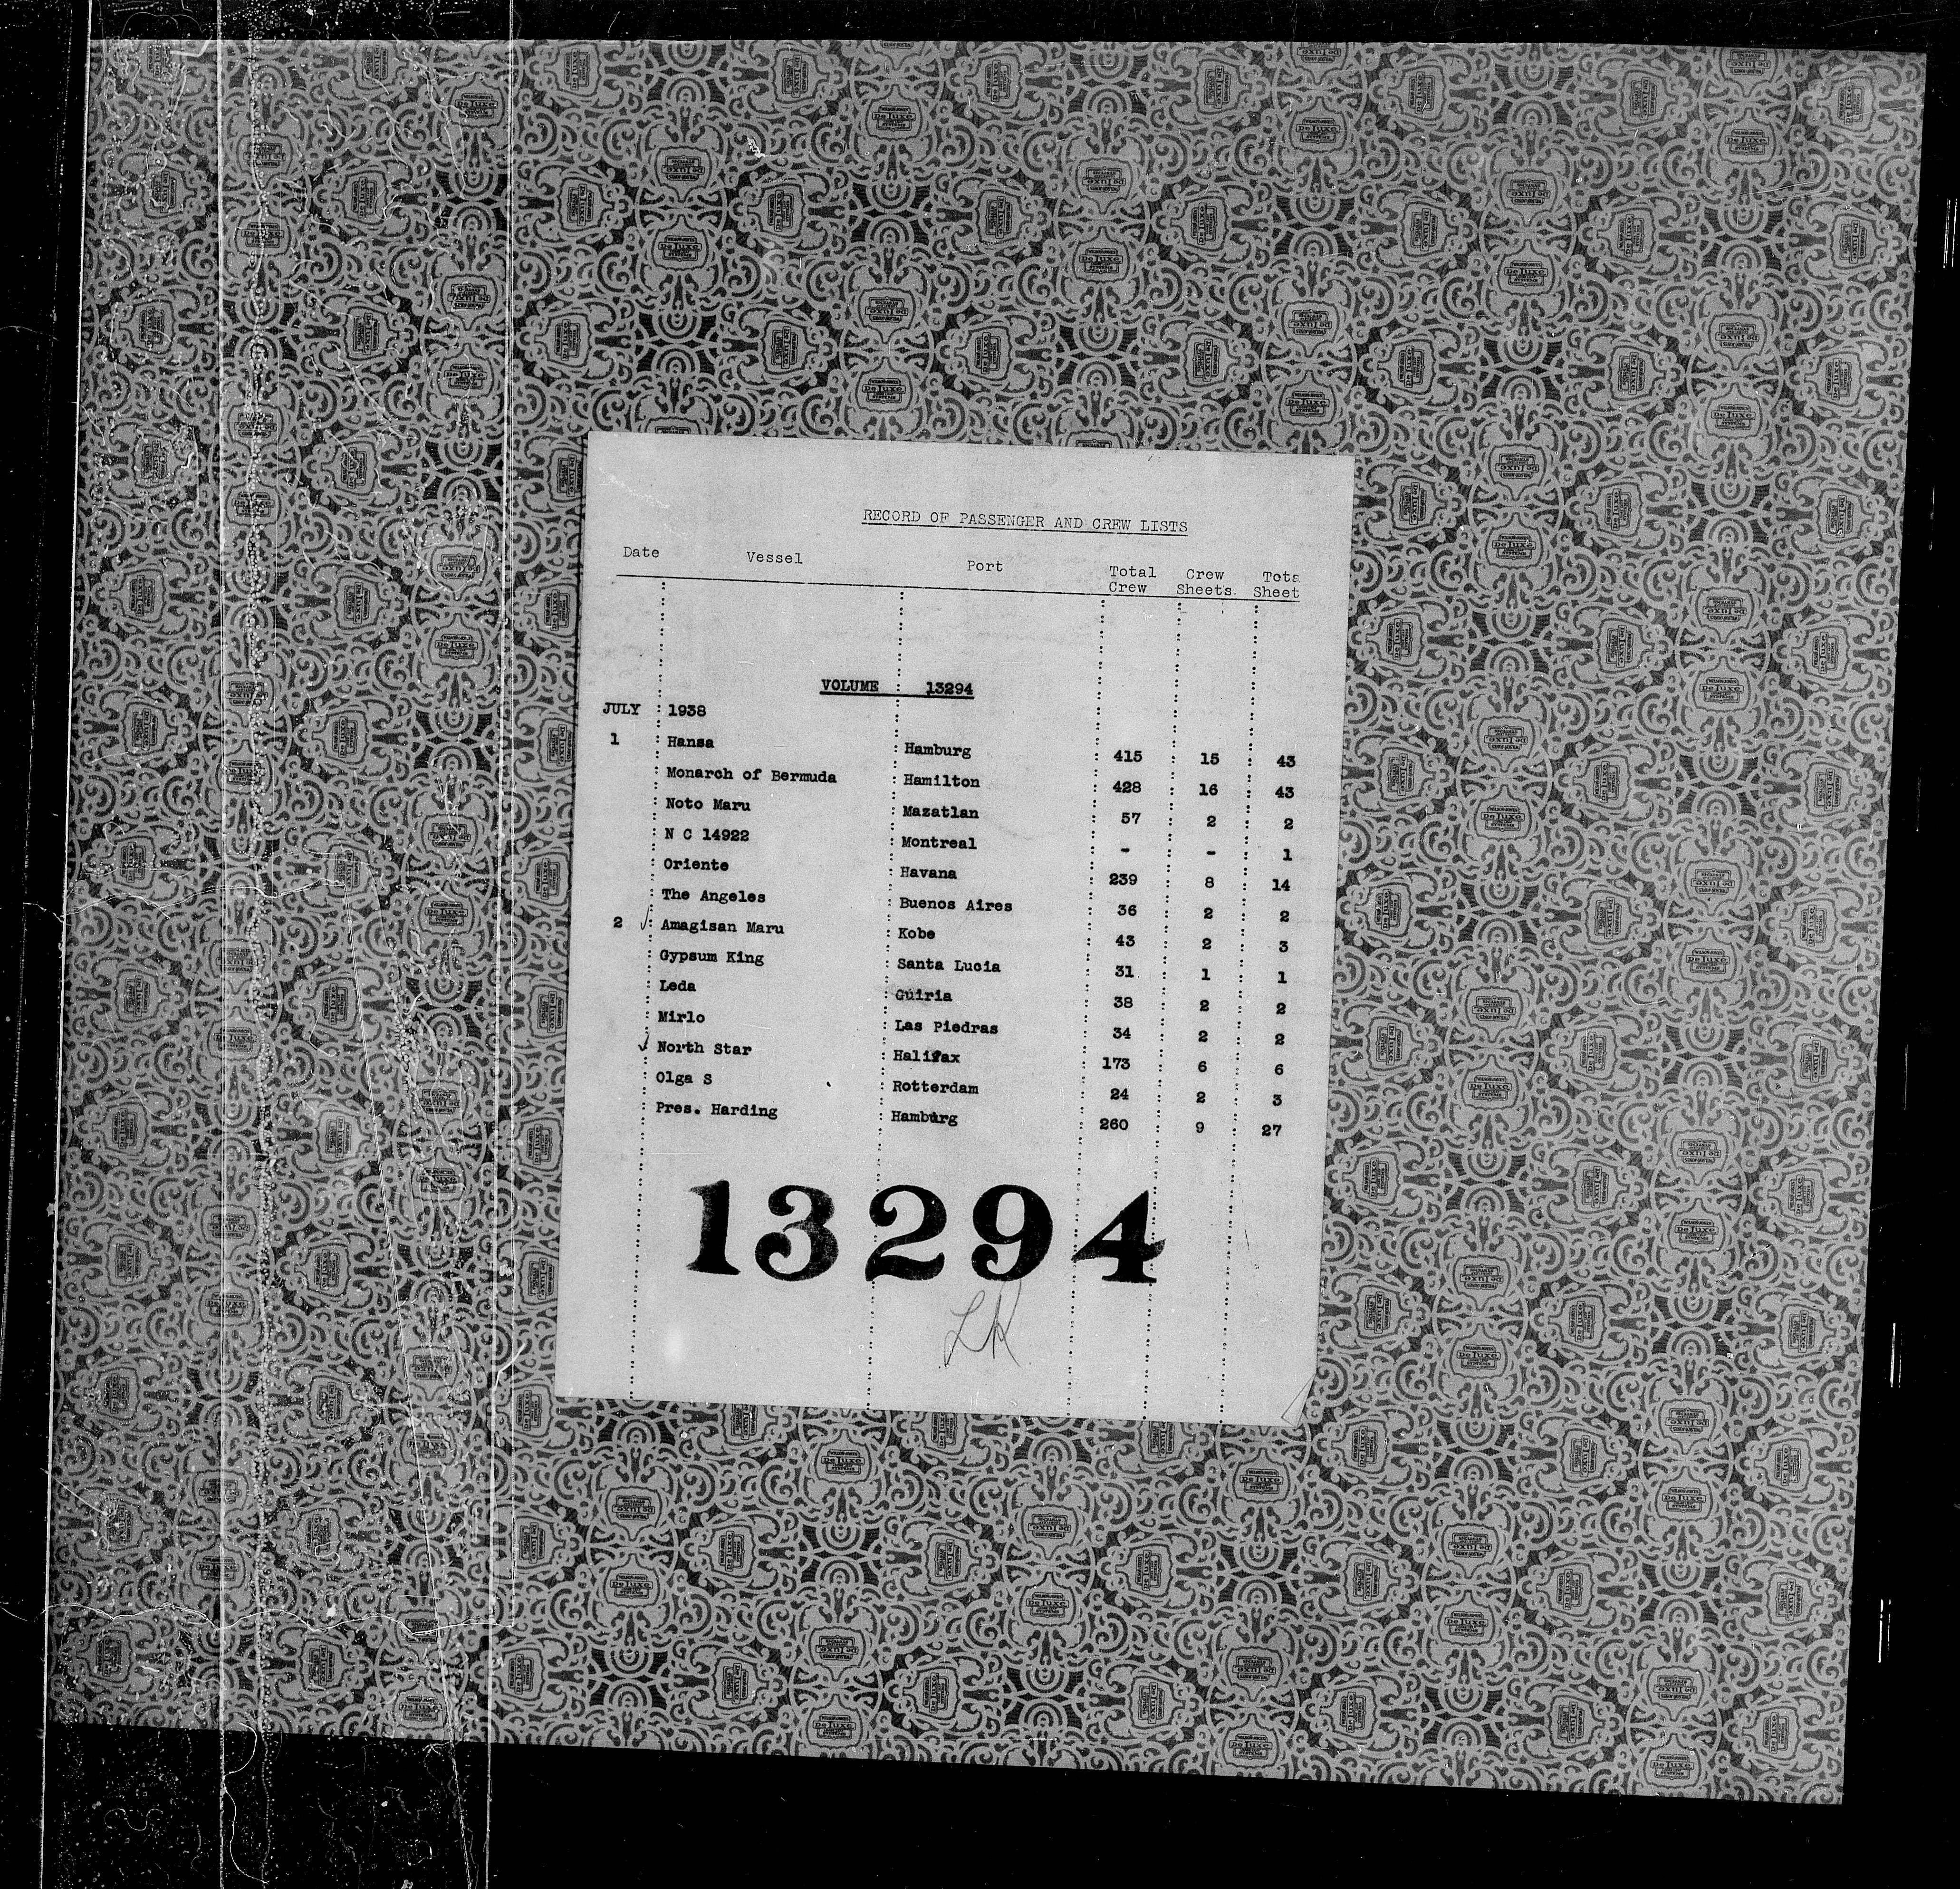 RECORD OF PASSENGER AND CREW LISTS
Date Vessel Port Total Crew Crew Sheets. Tota Sheet
VOLUME : 13294
JULY : 1938
1 : Hansa : Hamburg : 415 : 15 : 43
: Monarch of Bermuda : Hamilton : 428 : 16 : 43
: Noto Maru : Mazatlan : 57 : 2 : 2
: N C 14922 : Montreal : - : - : 1
: Oriente : Havana : 239 : 8 : 14
: The Angeles : Buenos Aires : 36 : 2 : 2
2 ✓: Amagisan Maru : Kobe : 43 : 2 : 3
: Gypsum King : Santa Lucia : 31 : 1 : 1
: Leda : Guiria : 38 : 2 : 2
: Mirlo : Las Piedras : 34 : 2 : 2
✓: North Star : Halifax : 173 : 6 : 6
: Olga S : Rotterdam : 24 : 2 : 3
: Pres. Harding : Hamburg : 260 : 9 : 27
13294
LR